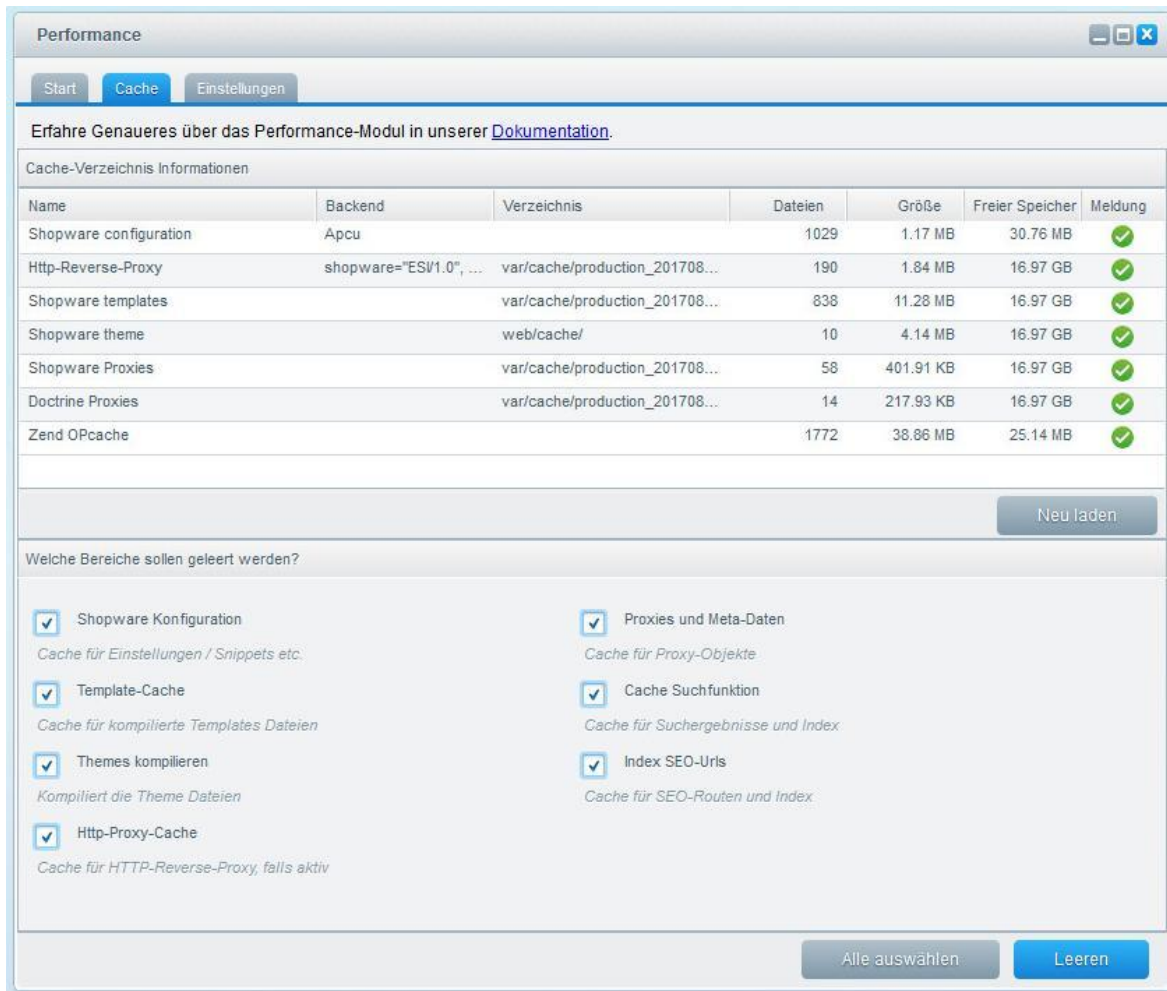 Performance
Start Cache Einstellungen
Erfahre Genaueres über das Performance-Modul in unserer Dokumentation.
Cache-Verzeichnis Informationen
Name Backend Verzeichnis Dateien Größe Freier Speicher Meldung
Shopware configuration Apcu 1029 1.17 MB 30.76 MB
Http-Reverse-Proxy shopware="ESI/1.0", ... var/cache/production_201708... 190 1.84 MB 16.97 GB
Shopware templates var/cache/production_201708... 838 11.28 MB 16.97 GB
Shopware theme web/cache/ 10 4.14 MB 16.97 GB
Shopware Proxies var/cache/production_201708... 58 401.91 KB 16.97 GB
Doctrine Proxies var/cache/production_201708... 14 217.93 KB 16.97 GB
Zend OPcache 1772 38.86 MB 25.14 MB
Neu laden
Welche Bereiche sollen geleert werden?
Shopware Konfiguration Proxies und Meta-Daten
Cache für Einstellungen / Snippets etc. Cache für Proxy-Objekte
Template-Cache Cache Suchfunktion
Cache für kompilierte Templates Dateien Cache für Suchergebnisse und Index
Themes kompilieren Index SEO-Urls
Kompiliert die Theme Dateien Cache für SEO-Routen und Index
Http-Proxy-Cache
Cache für HTTP-Reverse-Proxy, falls aktiv
Alle auswählen Leeren